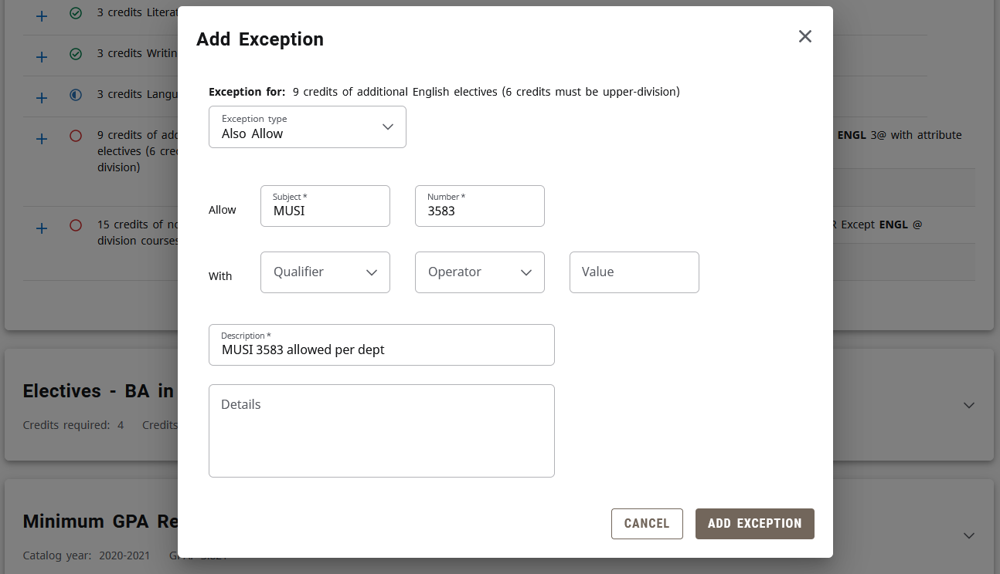 3 credits Literat
Add Exception
3 credits Writin
Exception for: 9 credits of additional English electives (6 credits must be upper-division)
3 credits Langu
Exception type
Also Allow
9 credits of add
electives (6 cred
division)
ENGL 3@ with attribute
Allow
Subject *
MUSI
Number *
3583
15 credits of no
division courses
R Except ENGL @
With
Qualifier
Operator
Value
Description *
MUSI 3583 allowed per dept
Electives - BA in
Credits required: 4 Credits
Details
Minimum GPA Re
Catalog year: 2020-2021
CANCEL
ADD EXCEPTION